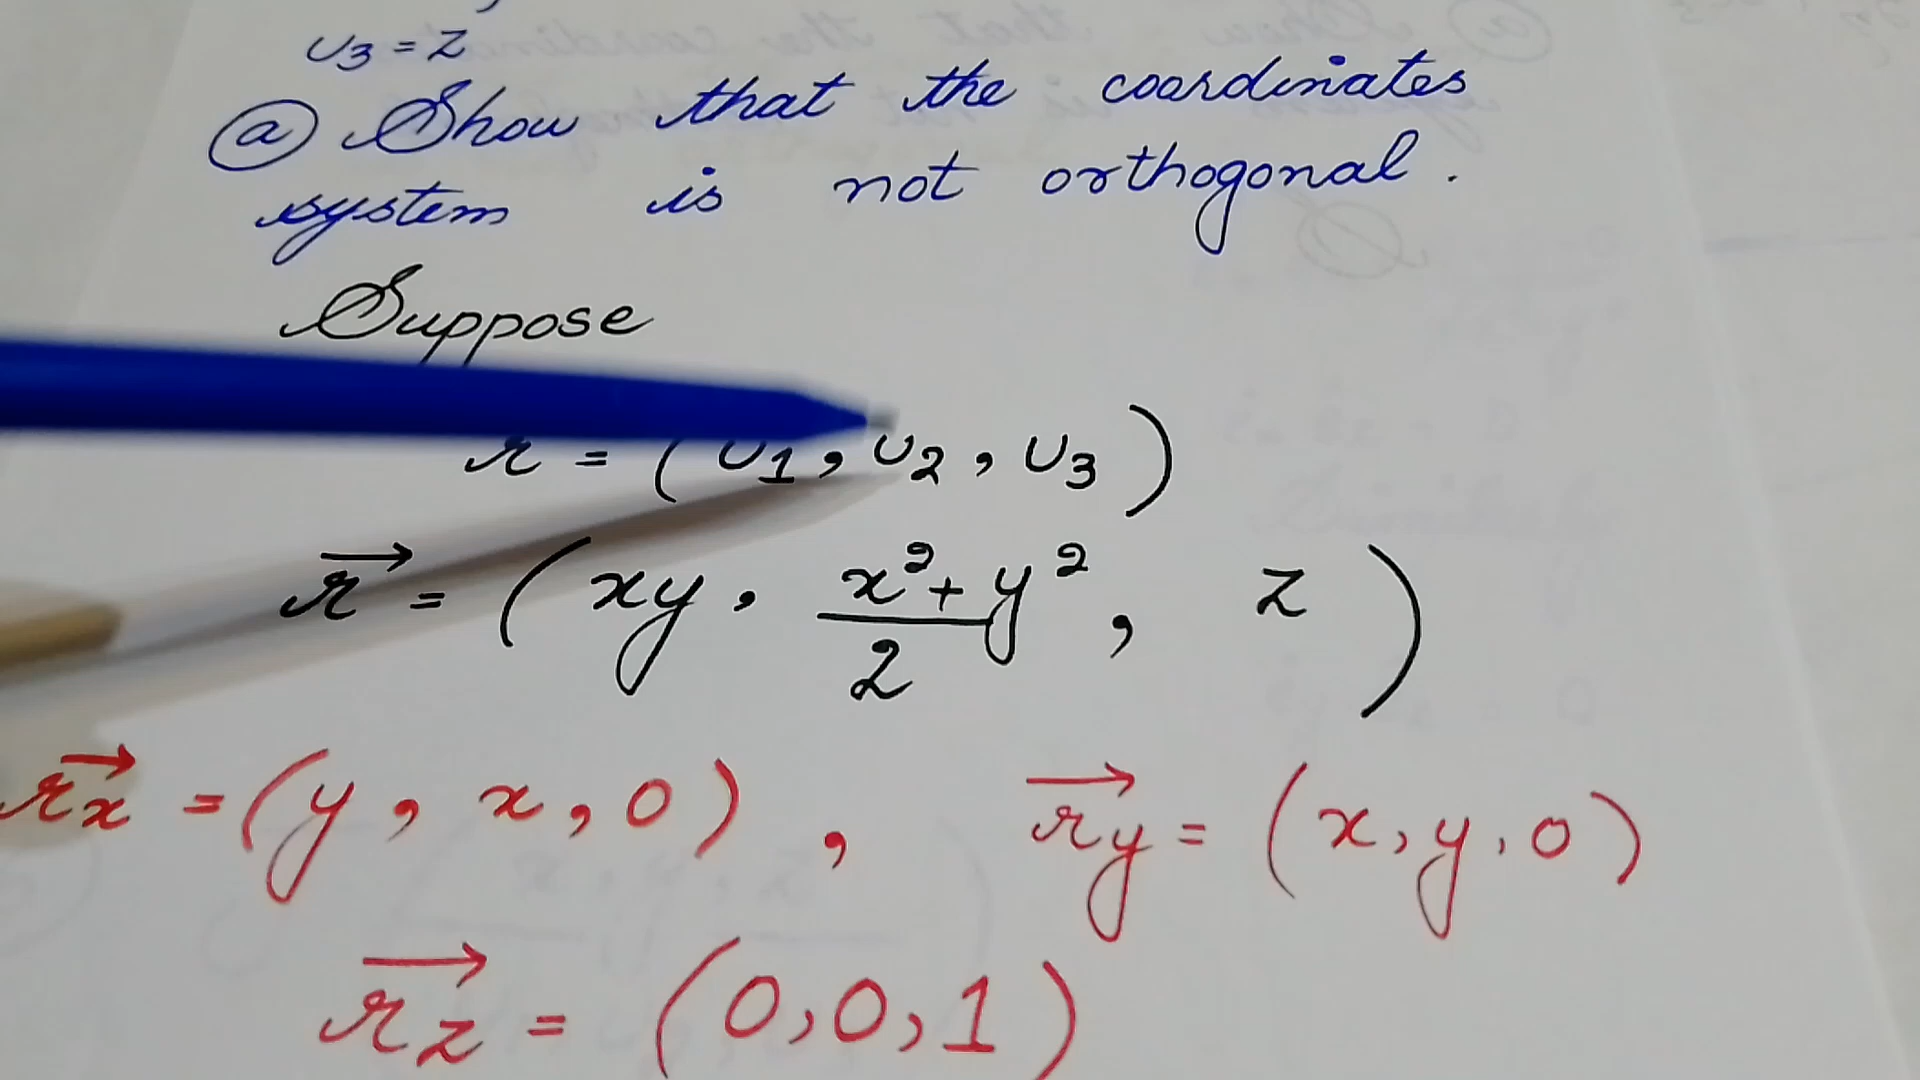 u3 = z
(a) Show that the coordinates
system is not orthogonal.
Suppose
r = (u1, u2, u3)
r⃗ = (xy, x²+y²/2, z)
r⃗x = (y, x, 0), r⃗y = (x, y, 0)
r⃗z = (0, 0, 1)